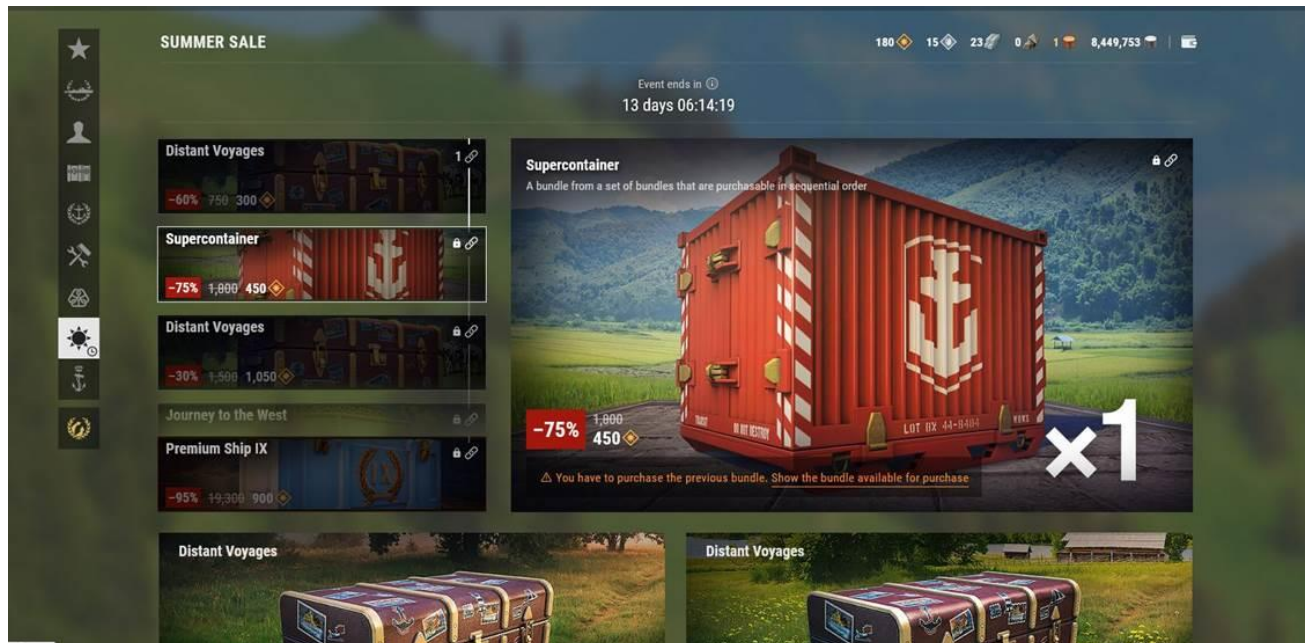 SUMMER SALE
180 15 23 0 1 8,449,753
Event ends in
13 days 06:14:19
Distant Voyages
1
-60% 750 300
Supercontainer
-75% 1,800 450
Distant Voyages
-30% 1,500 1,050
Journey to the West
Premium Ship IX
-95% 19,300 900
Supercontainer
A bundle from a set of bundles that are purchasable in sequential order
DO NOT DESTROY
LOT BX 44-B404
-75% 1,800
450
×1
You have to purchase the previous bundle. Show the bundle available for purchase
Distant Voyages
Distant Voyages